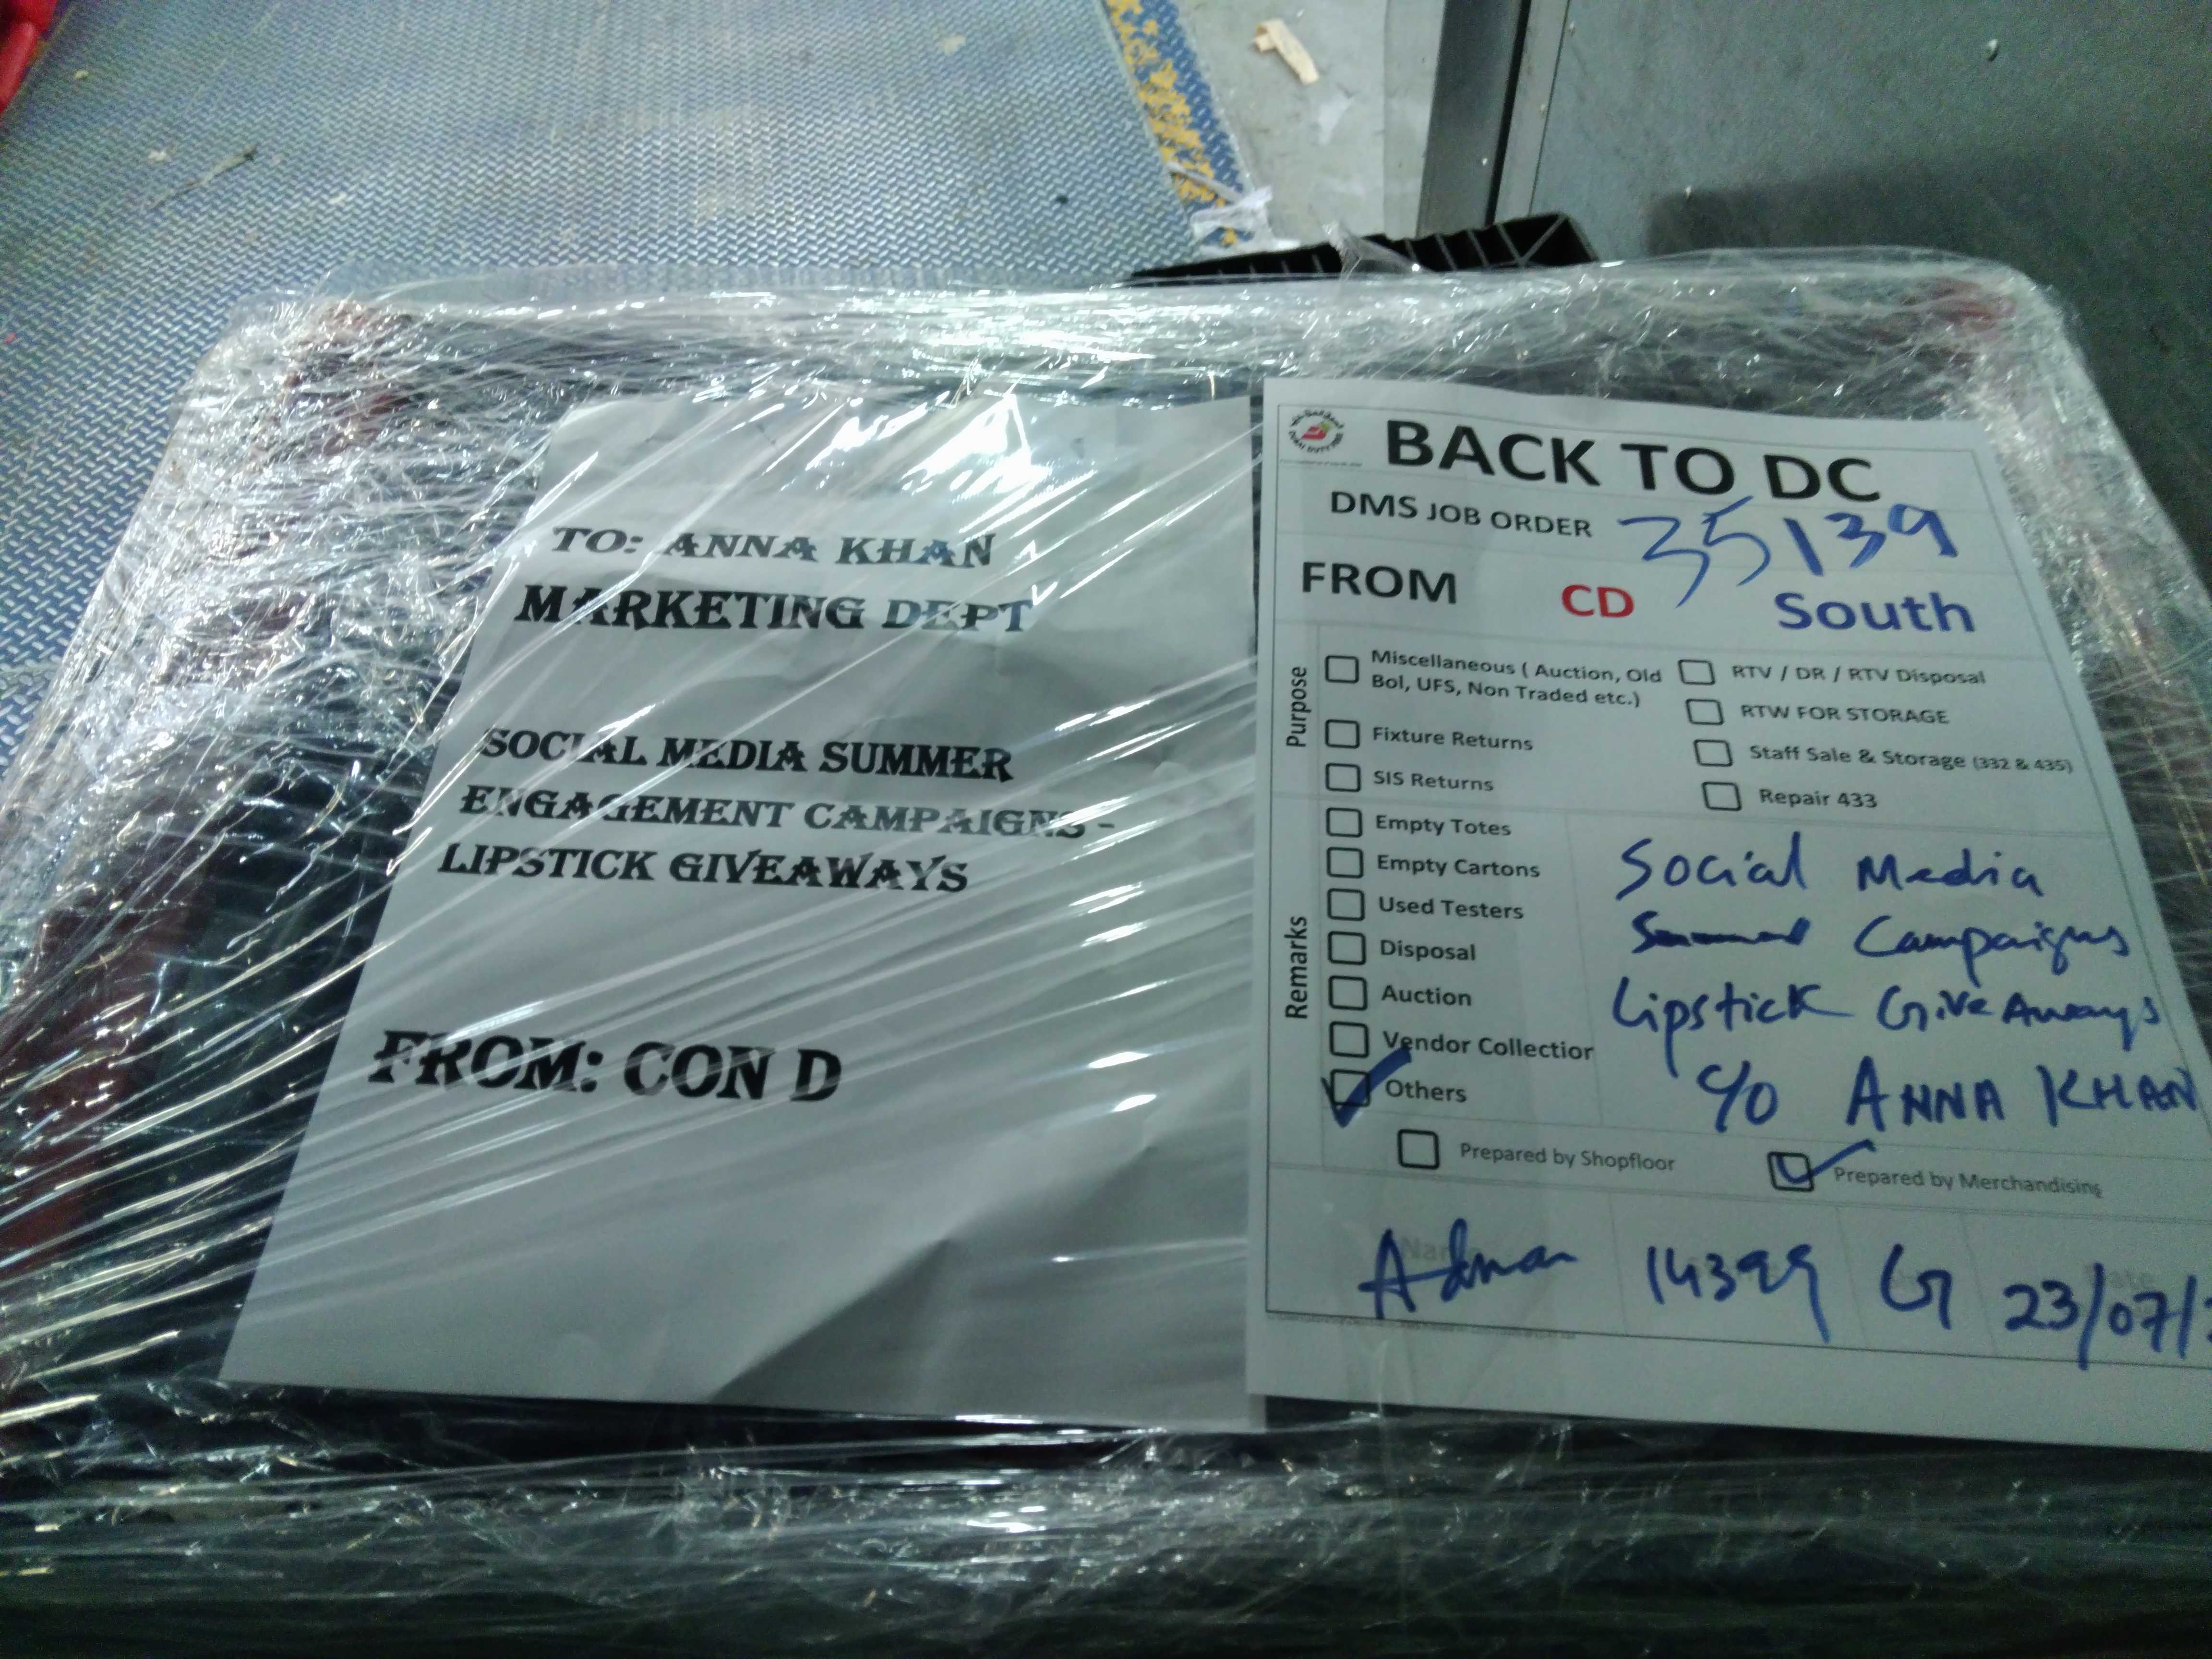 TO: ANNA KHAN
MARKETING DEPT
SOCIAL MEDIA SUMMER
ENGAGEMENT CAMPAIGNS -
LIPSTICK GIVEAWAYS
FROM: CON D
BACK TO DC
DMS JOB ORDER 35139
FROM CD South
Purpose
Miscellaneous ( Auction, Old
Bol, UFS, Non Traded etc.)
Fixture Returns
SIS Returns
RTV / DR / RTV Disposal
RTW FOR STORAGE
Staff Sale & Storage (332 & 435)
Repair 433
Remarks
Empty Totes
Empty Cartons
Used Testers
Disposal
Auction
Vendor Collection
Others
Social Media
Campaigns
Lipstick GiveAways
C/O ANNA KHAN
Prepared by Shopfloor
Prepared by Merchandising
Adnan 14399 G 23/07/